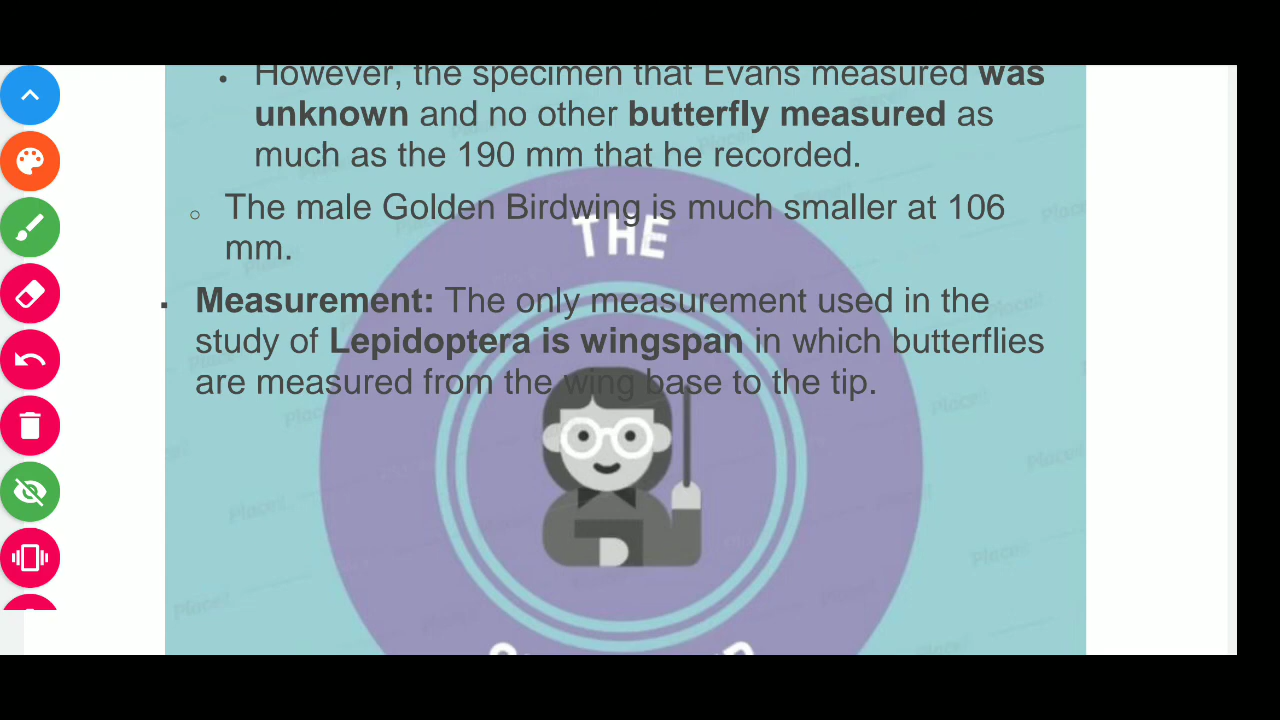 • However, the specimen that Evans measured was
unknown and no other butterfly measured as
much as the 190 mm that he recorded.
○ The male Golden Birdwing is much smaller at 106
mm.
▪ Measurement: The only measurement used in the
study of Lepidoptera is wingspan in which butterflies
are measured from the wing base to the tip.
THE